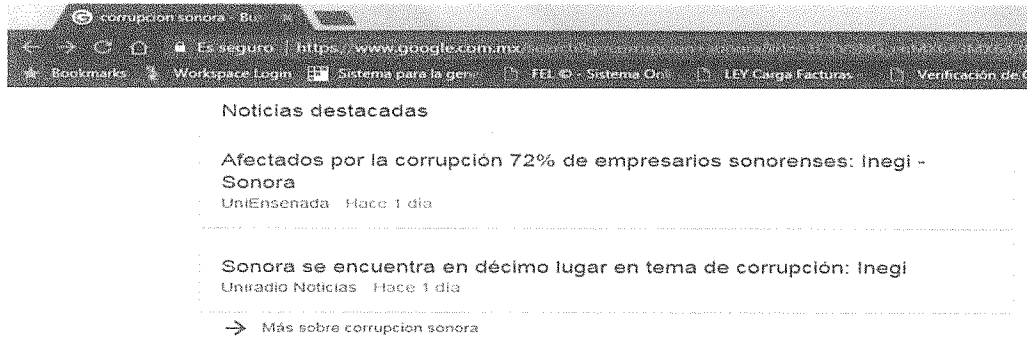 corrupcion sonora - Bu
Es seguro | https://www.google.com.mx
Bookmarks Workspace Login Sistema para la gene FEL © - Sistema Onli LEY Carga Facturas Verificación de
Noticias destacadas
Afectados por la corrupción 72% de empresarios sonorenses: Inegi -
Sonora
UniEnsenada Hace 1 día
Sonora se encuentra en décimo lugar en tema de corrupción: Inegi
Uniradio Noticias Hace 1 día
→ Más sobre corrupcion sonora